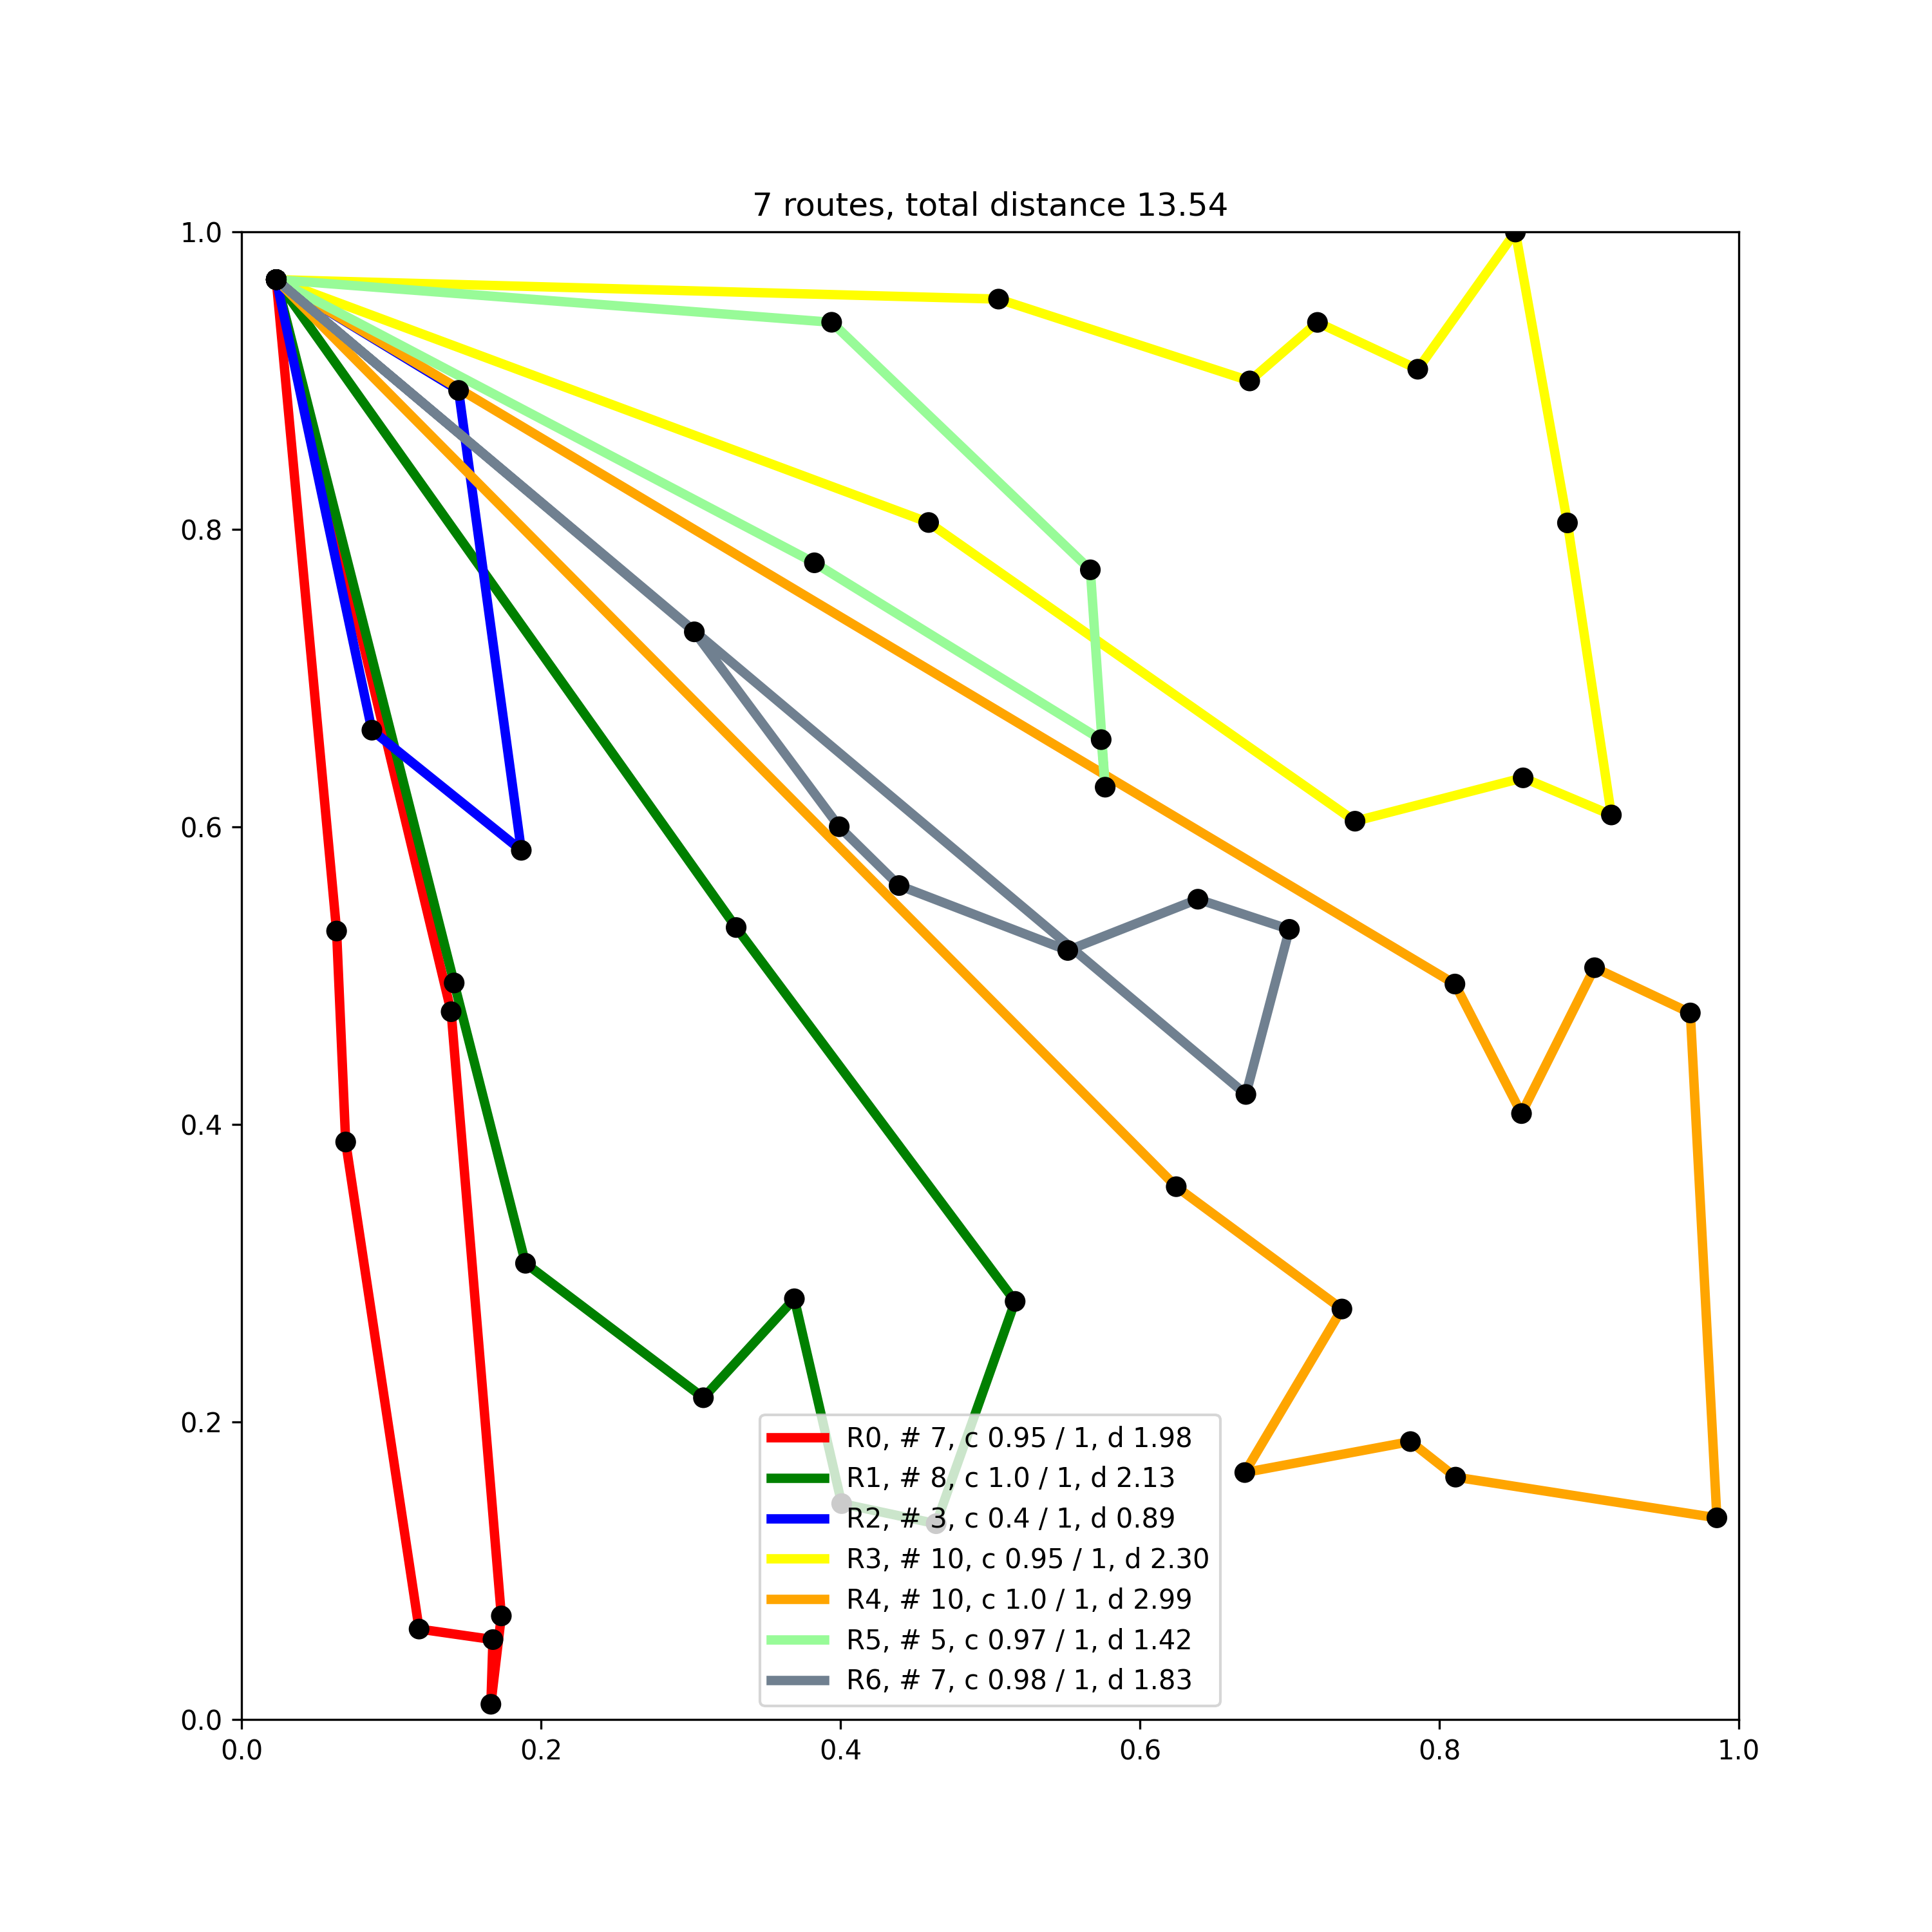 7 routes, total distance 13.54
1.0
0.8
0.6
0.4
0.2
0.0
R0, # 7, c 0.95 / 1, d 1.98
R1, # 8, c 1.0 / 1, d 2.13
R2, # 3, c 0.4 / 1, d 0.89
R3, # 10, c 0.95 / 1, d 2.30
R4, # 10, c 1.0 / 1, d 2.99
R5, # 5, c 0.97 / 1, d 1.42
R6, # 7, c 0.98 / 1, d 1.83
0.0 0.2 0.4 0.6 0.8 1.0